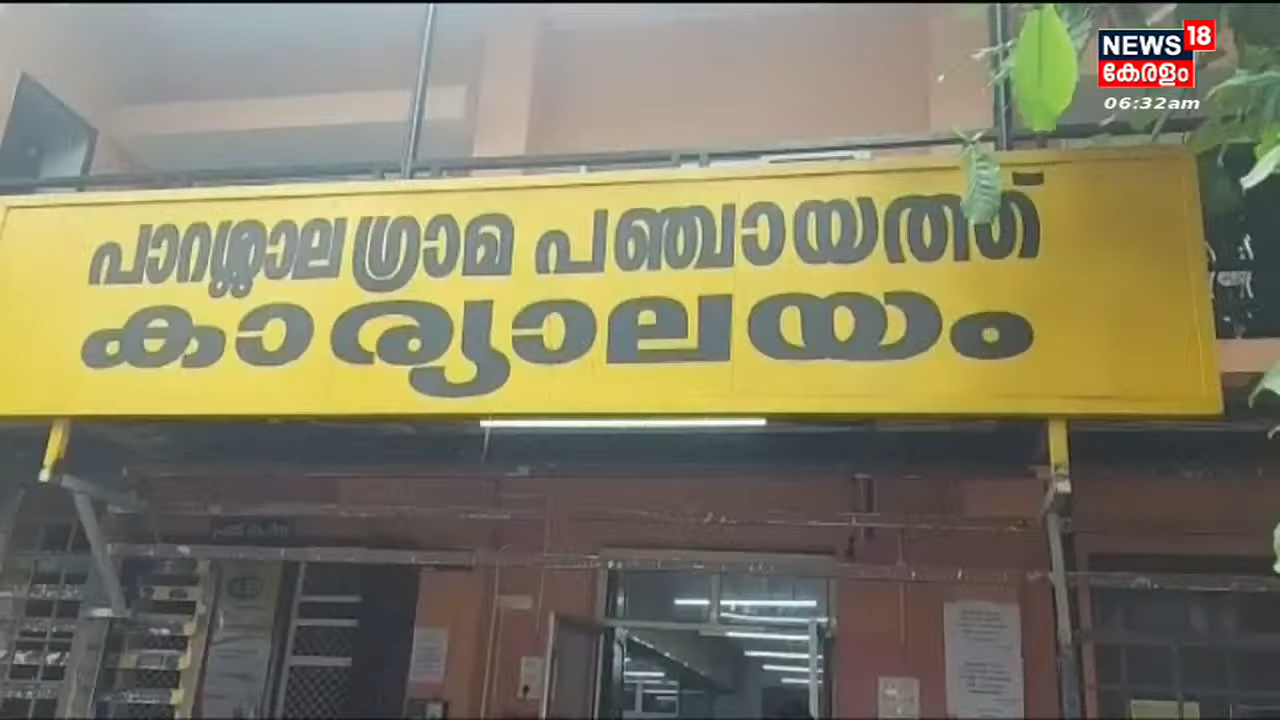 NEWS 18
കേരളം
06:32am
പാറശ്ശാല ഗ്രാമ പഞ്ചായത്ത്
കാര്യാലയം